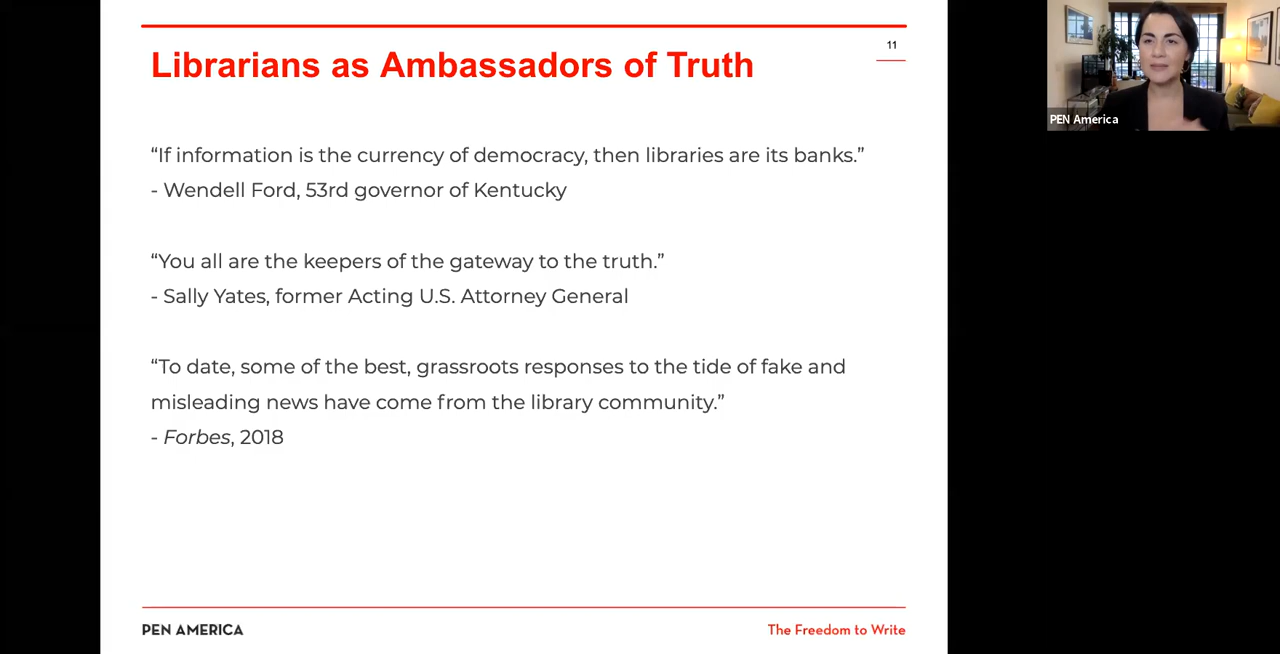 11
Librarians as Ambassadors of Truth
“If information is the currency of democracy, then libraries are its banks.”
- Wendell Ford, 53rd governor of Kentucky
“You all are the keepers of the gateway to the truth.”
- Sally Yates, former Acting U.S. Attorney General
“To date, some of the best, grassroots responses to the tide of fake and
misleading news have come from the library community.”
- Forbes, 2018
PEN AMERICA
The Freedom to Write
PEN America